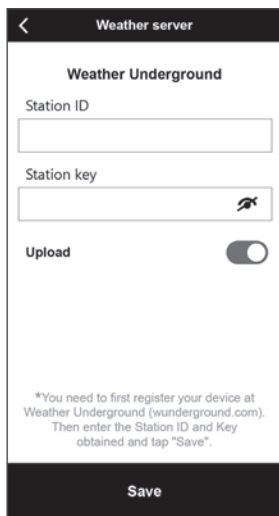 Weather server
Weather Underground
Station ID
Station key
Upload
*You need to first register your device at
Weather Underground (wunderground.com).
Then enter the Station ID and Key
obtained and tap "Save".
Save